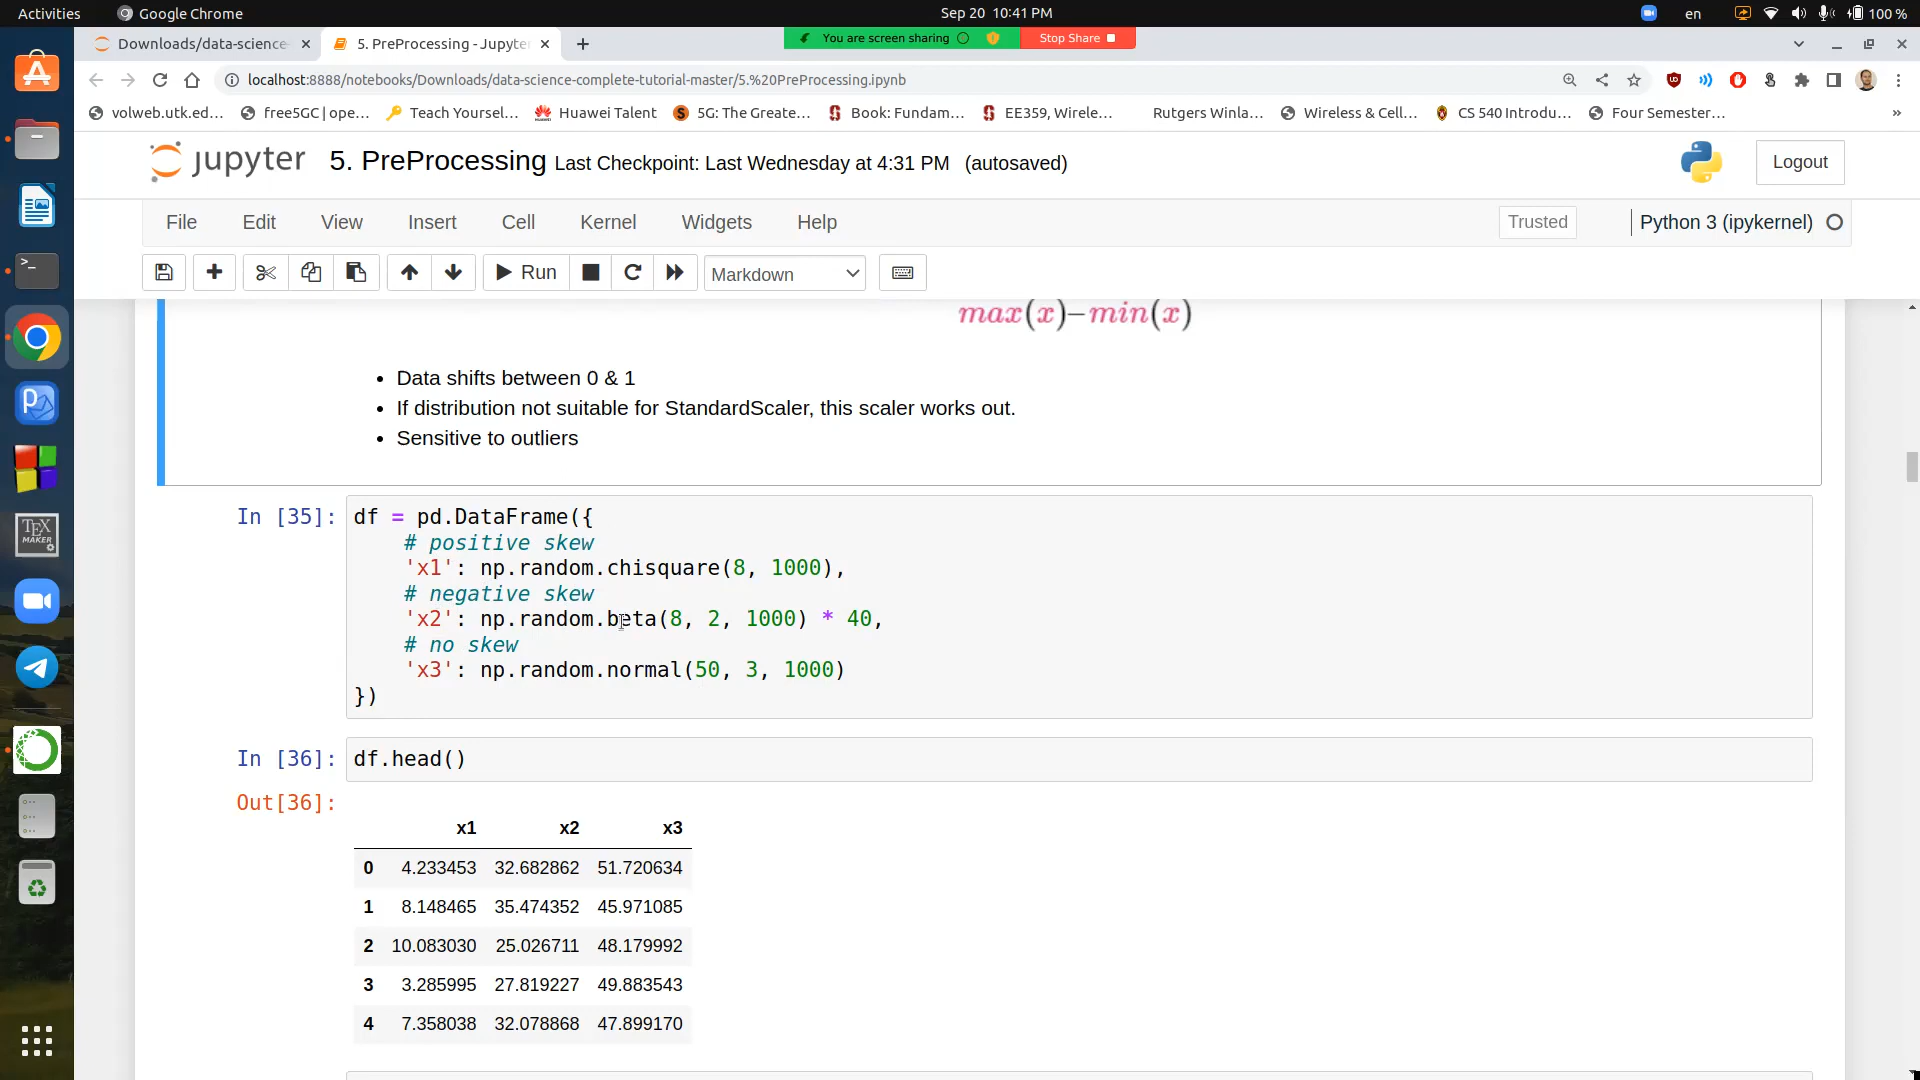 Activities
Google Chrome
Sep 20 10:41 PM
en
100 %
Downloads/data-science-
5. PreProcessing - Jupyte
You are screen sharing
Stop Share
localhost:8888/notebooks/Downloads/data-science-complete-tutorial-master/5.%20PreProcessing.ipynb
volweb.utk.ed...
free5GC | ope...
Teach Yoursel...
Huawei Talent
5G: The Greate...
Book: Fundam...
EE359, Wirele...
Rutgers Winla...
Wireless & Cell...
CS 540 Introdu...
Four Semester...
»
jupyter
5. PreProcessing
Last Checkpoint: Last Wednesday at 4:31 PM (autosaved)
Logout
File
Edit
View
Insert
Cell
Kernel
Widgets
Help
Trusted
Python 3 (ipykernel)
Run
Markdown
TEX
MAKER
max(x)–min(x)
• Data shifts between 0 & 1
• If distribution not suitable for StandardScaler, this scaler works out.
• Sensitive to outliers
In [35]:
df = pd.DataFrame({
# positive skew
'x1': np.random.chisquare(8, 1000),
# negative skew
'x2': np.random.beta(8, 2, 1000) * 40,
# no skew
'x3': np.random.normal(50, 3, 1000)
})
In [36]:
df.head()
Out[36]:
x1 x2 x3
0 4.233453 32.682862 51.720634
1 8.148465 35.474352 45.971085
2 10.083030 25.026711 48.179992
3 3.285995 27.819227 49.883543
4 7.358038 32.078868 47.899170